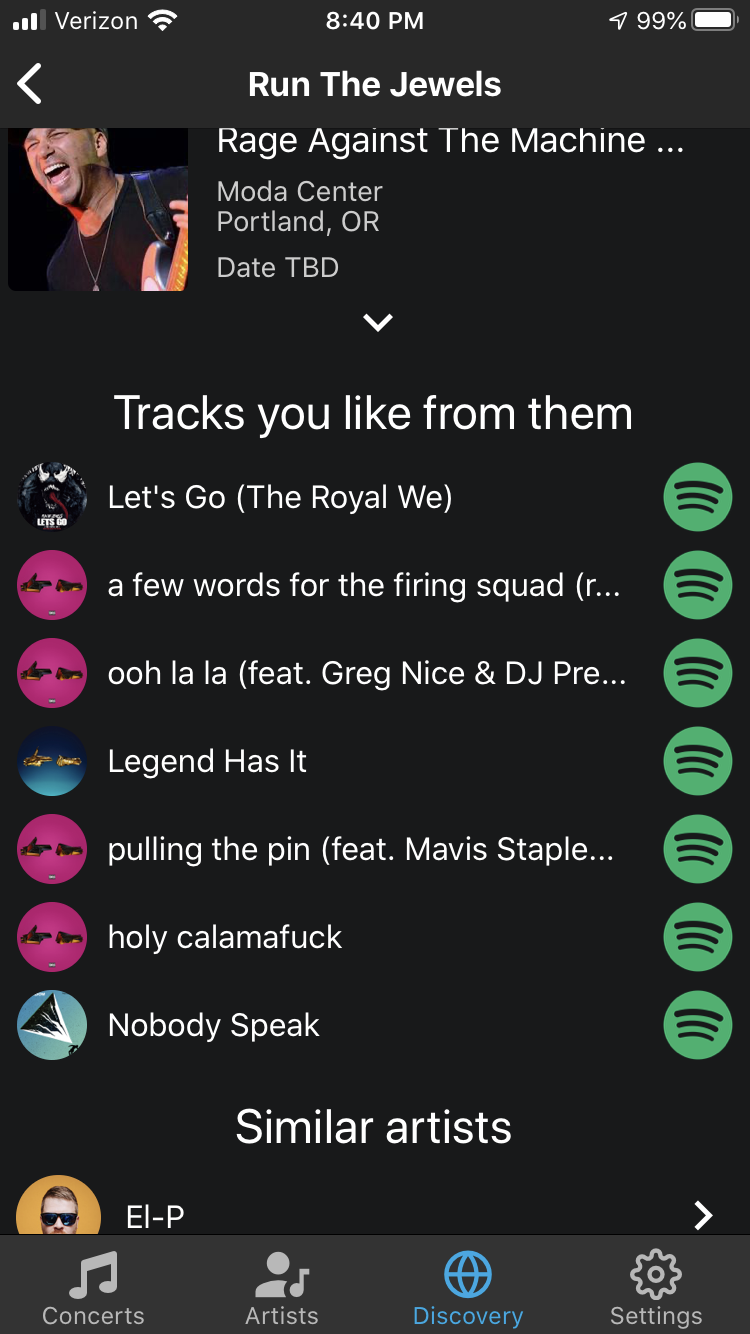 Verizon 8:40 PM 99%
Run The Jewels
Rage Against The Machine ...
Moda Center
Portland, OR
Date TBD
Tracks you like from them
LETS GO
Let's Go (The Royal We)
a few words for the firing squad (r...
ooh la la (feat. Greg Nice & DJ Pre...
Legend Has It
pulling the pin (feat. Mavis Staple...
holy calamafuck
Nobody Speak
Similar artists
El-P
Concerts Artists Discovery Settings